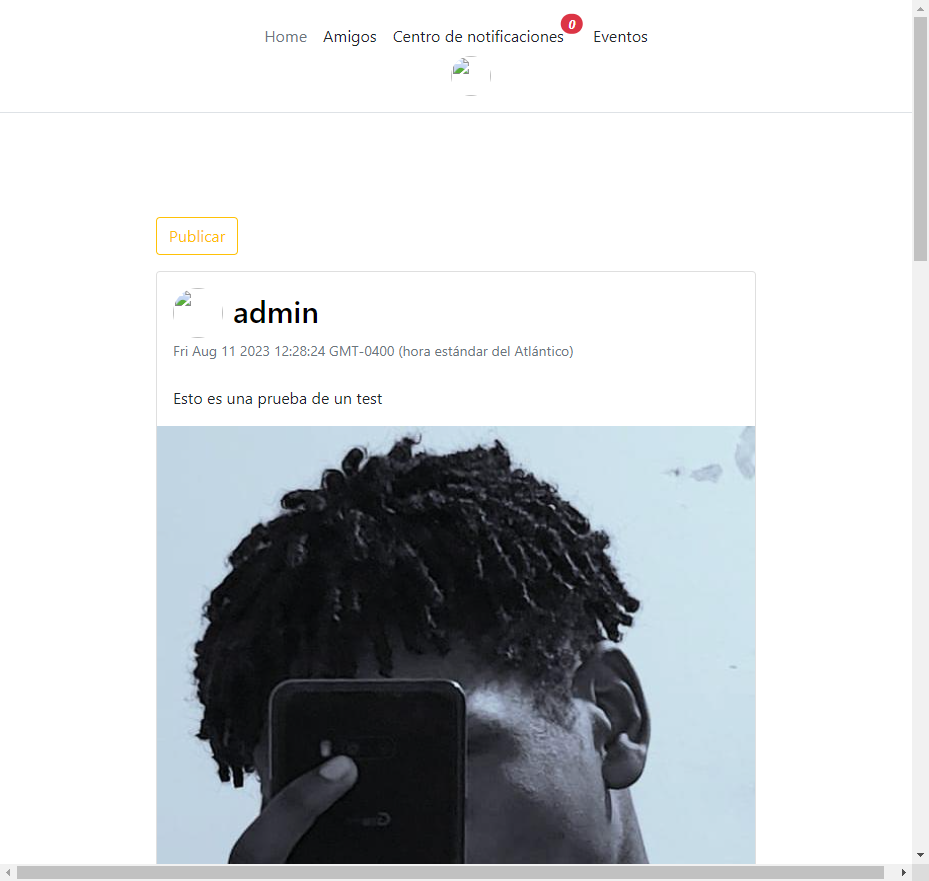 Home Amigos Centro de notificaciones 0 Eventos
Publicar
admin
Fri Aug 11 2023 12:28:24 GMT-0400 (hora estándar del Atlántico)
Esto es una prueba de un test